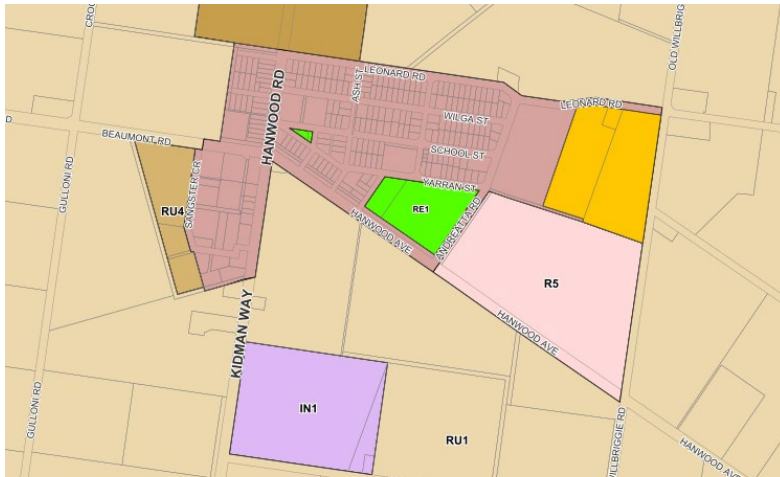 CROO
OLD WILLBRIG
LEONARD RD
ASH ST
HANWOOD RD
LEONARD RD
WILGA ST
D
BEAUMONT RD
SCHOOL ST
GULLONI RD
SANGSTER CR
YARRAN ST
RU4
RE1
HANWOOD AVE
ANDREATTA RD
R5
KIDMAN WAY
HANWOOD AVE
GULLONI RD
IN1
RU1
ILLBRIGGIE RD
HANWOOD AVE